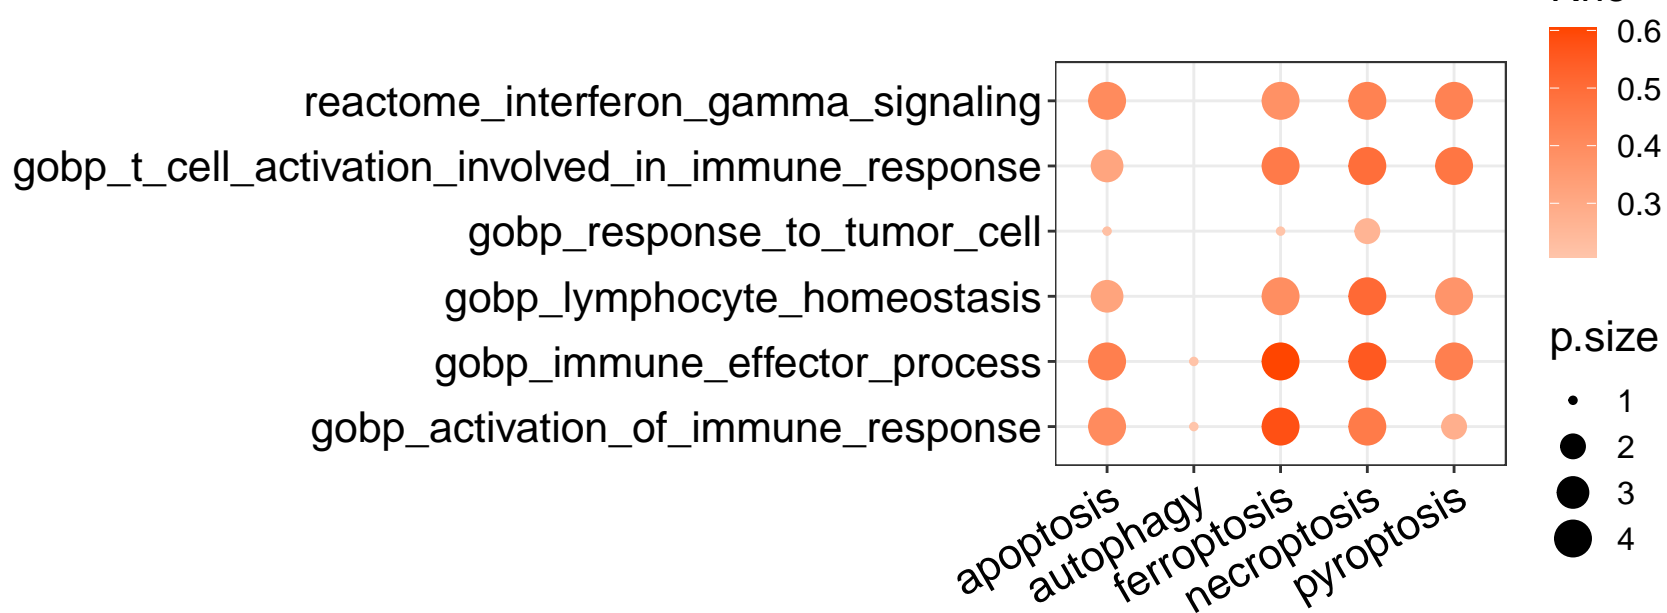 0.6
reactome_interferon_gamma_signaling
0.5
gobp_t_cell_activation_involved_in_immune_response
0.4
gobp_response_to_tumor_cell
0.3
gobp_lymphocyte_homeostasis
gobp_immune_effector_process
gobp_activation_of_immune_response
p.size
1
2
3
4
apoptosis
autophagy
ferroptosis
necroptosis
pyroptosis